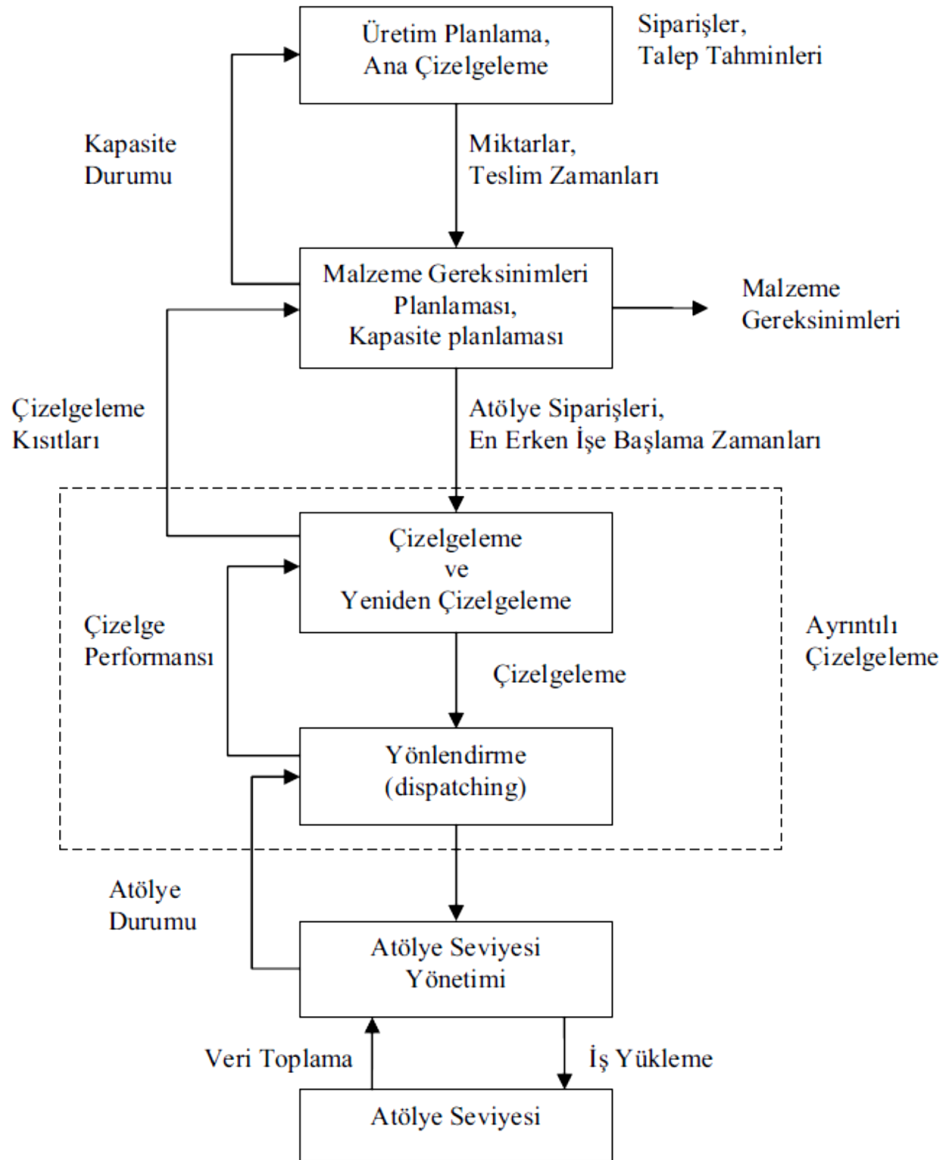 Üretim Planlama,
Ana Çizelgeleme
Siparişler,
Talep Tahminleri
Kapasite
Durumu
Miktarlar,
Teslim Zamanları
Malzeme Gereksinimleri
Planlaması,
Kapasite planlaması
Malzeme
Gereksinimleri
Çizelgeleme
Kısıtları
Atölye Siparişleri,
En Erken İşe Başlama Zamanları
Çizelgeleme
ve
Yeniden Çizelgeleme
Çizelge
Performansı
Ayrıntılı
Çizelgeleme
Çizelgeleme
Yönlendirme
(dispatching)
Atölye
Durumu
Atölye Seviyesi
Yönetimi
Veri Toplama
İş Yükleme
Atölye Seviyesi